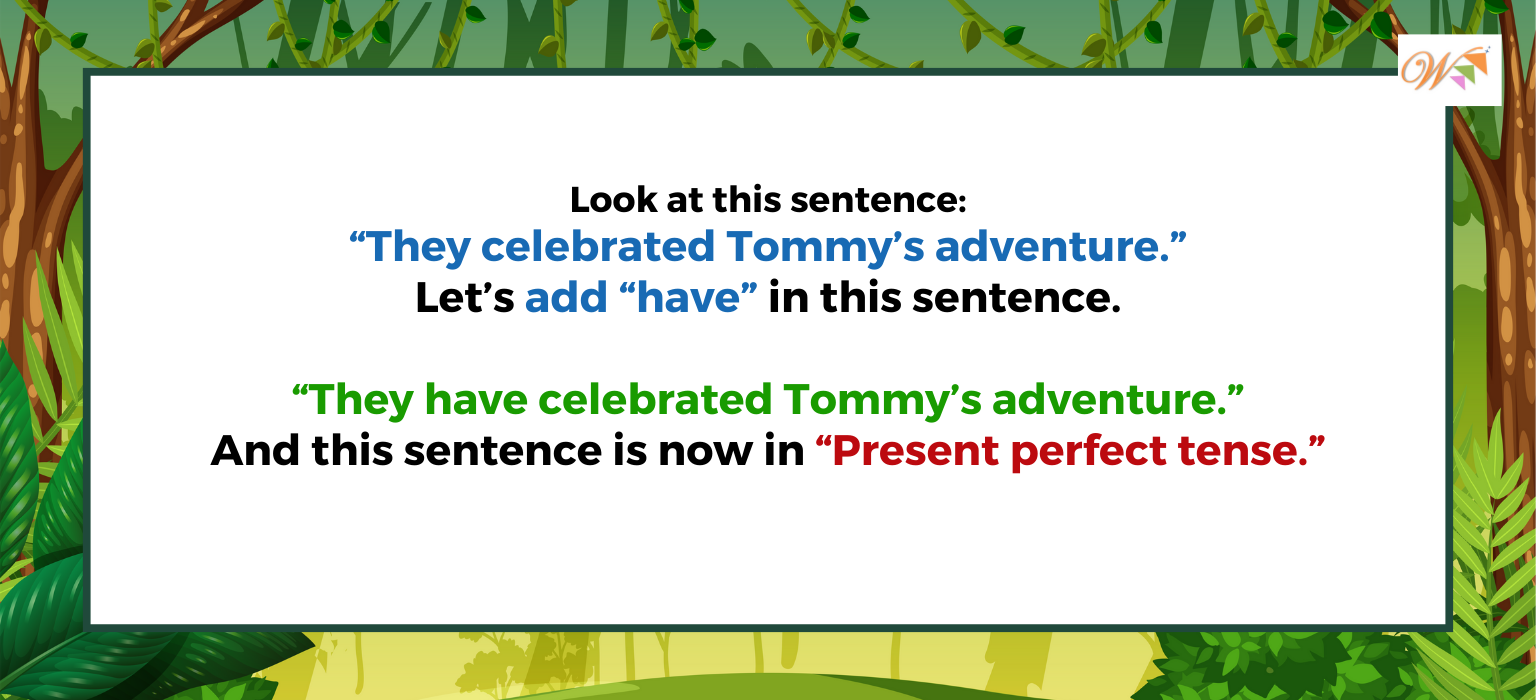 W
Look at this sentence:
“They celebrated Tommy’s adventure.”
Let’s add “have” in this sentence.
“They have celebrated Tommy’s adventure.”
And this sentence is now in “Present perfect tense.”